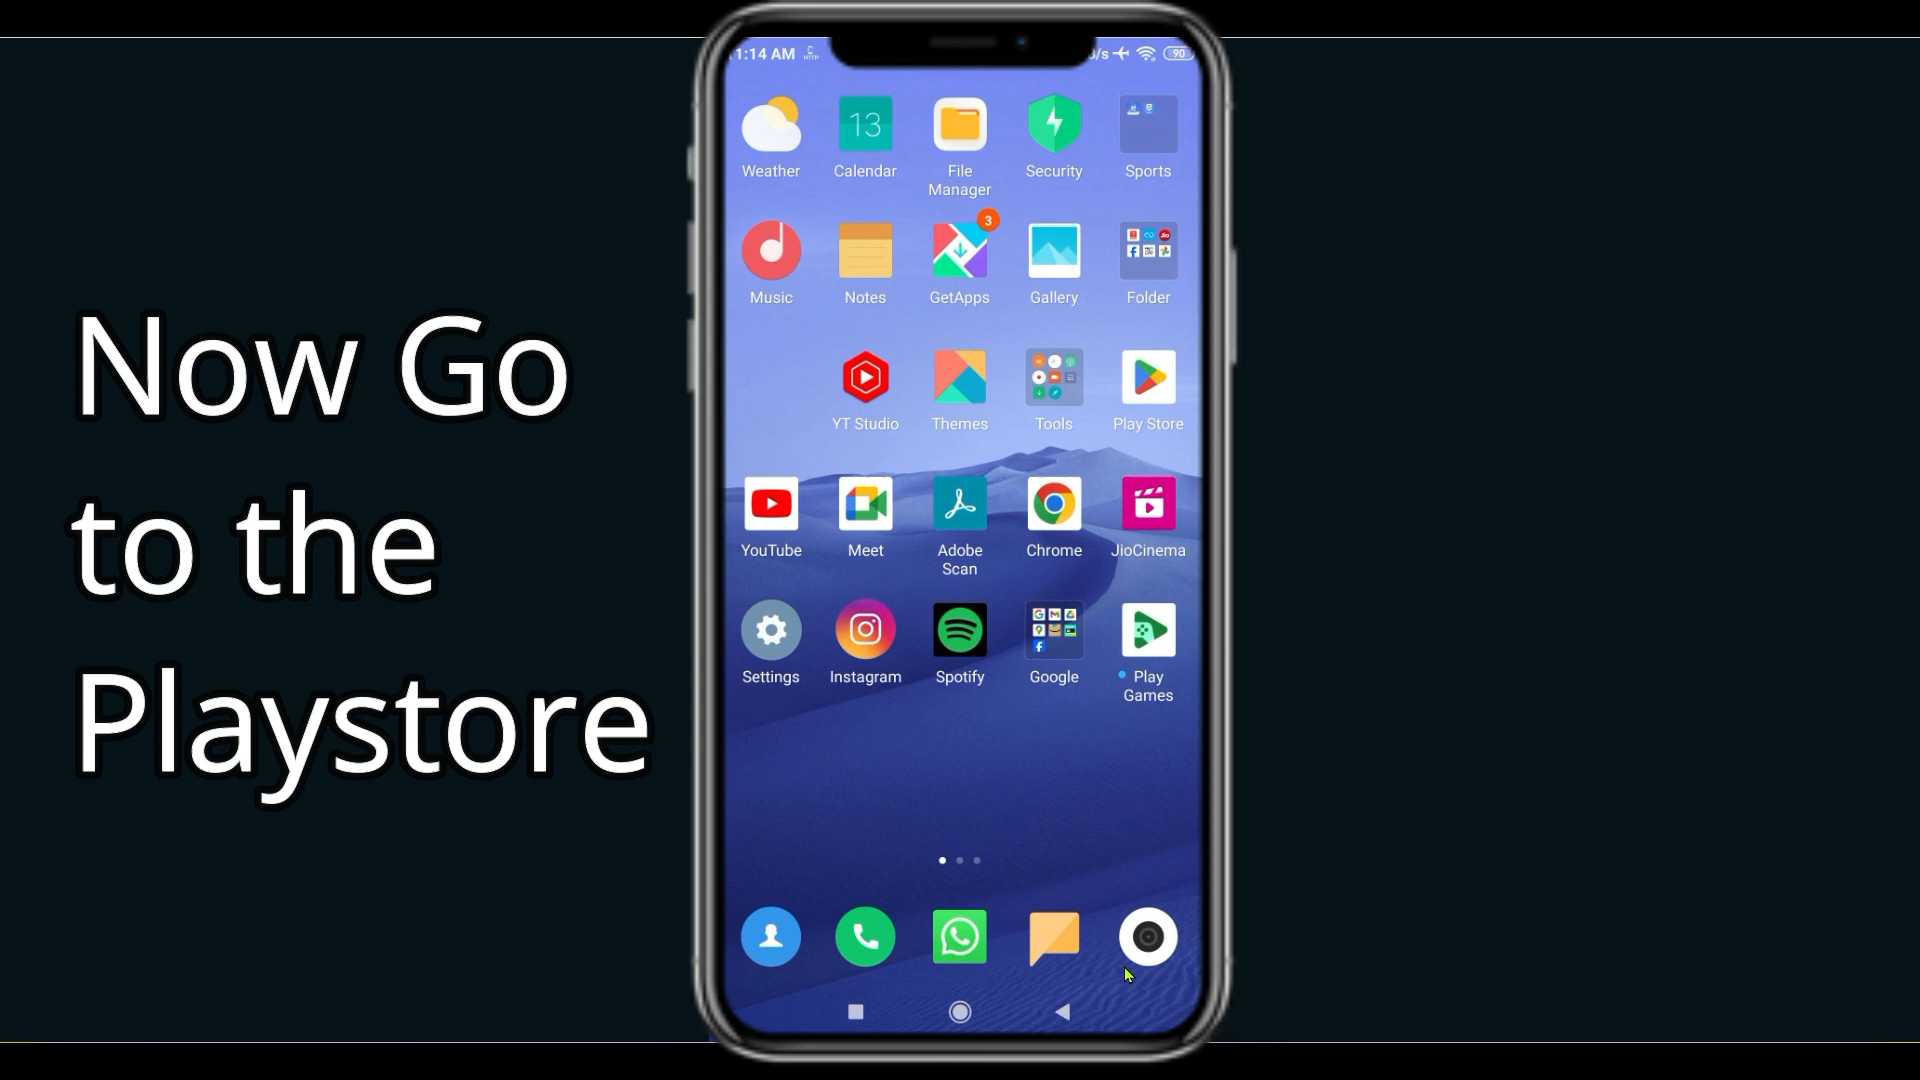 Now Go
to the
Playstore
1:14 AM
/s
90
13
Weather
Calendar
File
Manager
Security
Sports
3
Music
Notes
GetApps
Gallery
Folder
YT Studio
Themes
Tools
Play Store
YouTube
Meet
Adobe
Scan
Chrome
JioCinema
Settings
Instagram
Spotify
Google
Play
Games